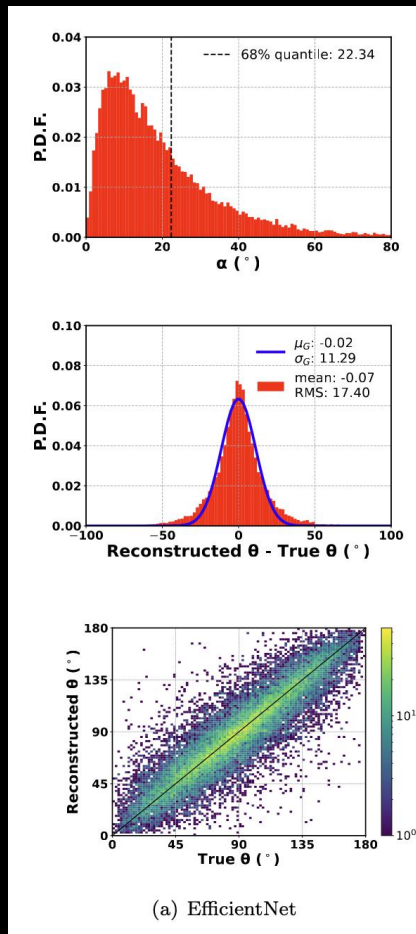 0.04
68% quantile: 22.34
0.03
0.02
0.01
0.00
P.D.F.
0 20 40 60 80
α (°)
0.10
μG: -0.02
σG: 11.29
mean: -0.07
RMS: 17.40
0.08
0.06
0.04
0.02
0.00
P.D.F.
−100 −50 0 50 100
Reconstructed θ - True θ (°)
180
135
90
45
0
Reconstructed θ (°)
0 45 90 135 180
True θ (°)
10¹
10⁰
(a) EfficientNet